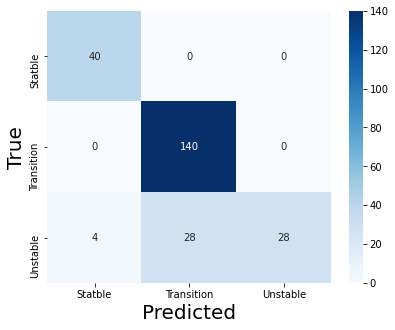 40 0 0
0 140 0
4 28 28
Statble
Transition
Unstable
True
Statble Transition Unstable
Predicted
140
120
100
80
60
40
20
0